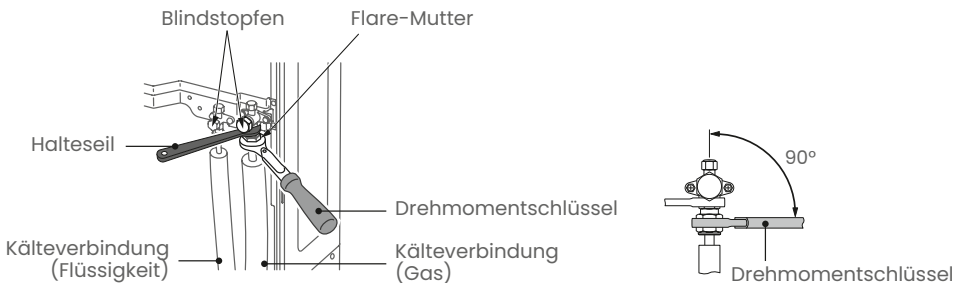 Blindstopfen
Flare-Mutter
Halteseil
Drehmomentschlüssel
Kälteverbindung
(Flüssigkeit)
Kälteverbindung
(Gas)
90°
Drehmomentschlüssel